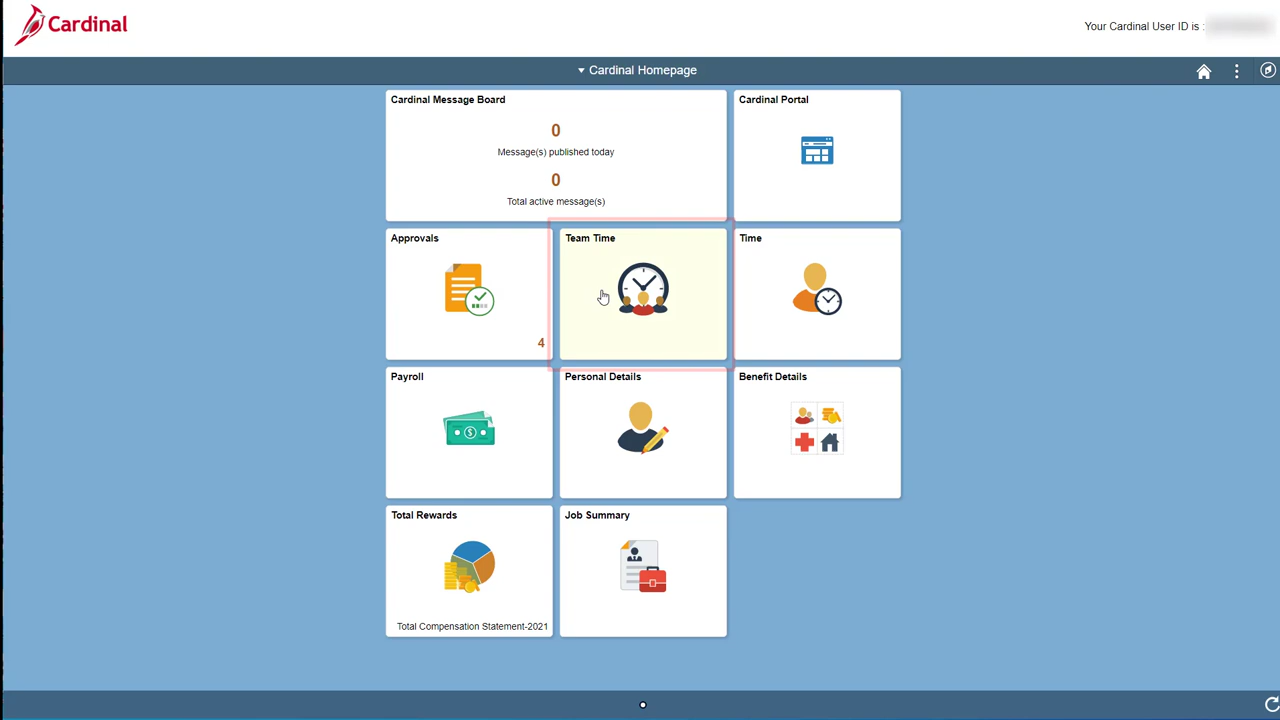 Cardinal
Your Cardinal User ID is :
Cardinal Homepage
Cardinal Message Board
0
Message(s) published today
0
Total active message(s)
Cardinal Portal
Approvals
4
Team Time
Time
Payroll
Personal Details
Benefit Details
Total Rewards
Total Compensation Statement-2021
Job Summary